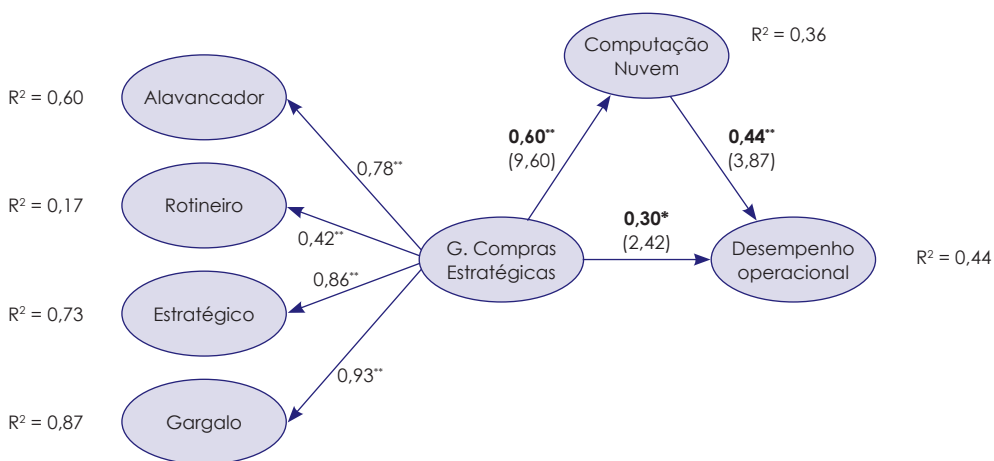 Computação
Nuvem
R² = 0,36
R² = 0,60
Alavancador
0,60**
(9,60)
0,44**
(3,87)
0,78**
R² = 0,17
Rotineiro
0,42**
G. Compras
Estratégicas
0,30*
(2,42)
Desempenho
operacional
R² = 0,44
0,86**
R² = 0,73
Estratégico
0,93**
R² = 0,87
Gargalo